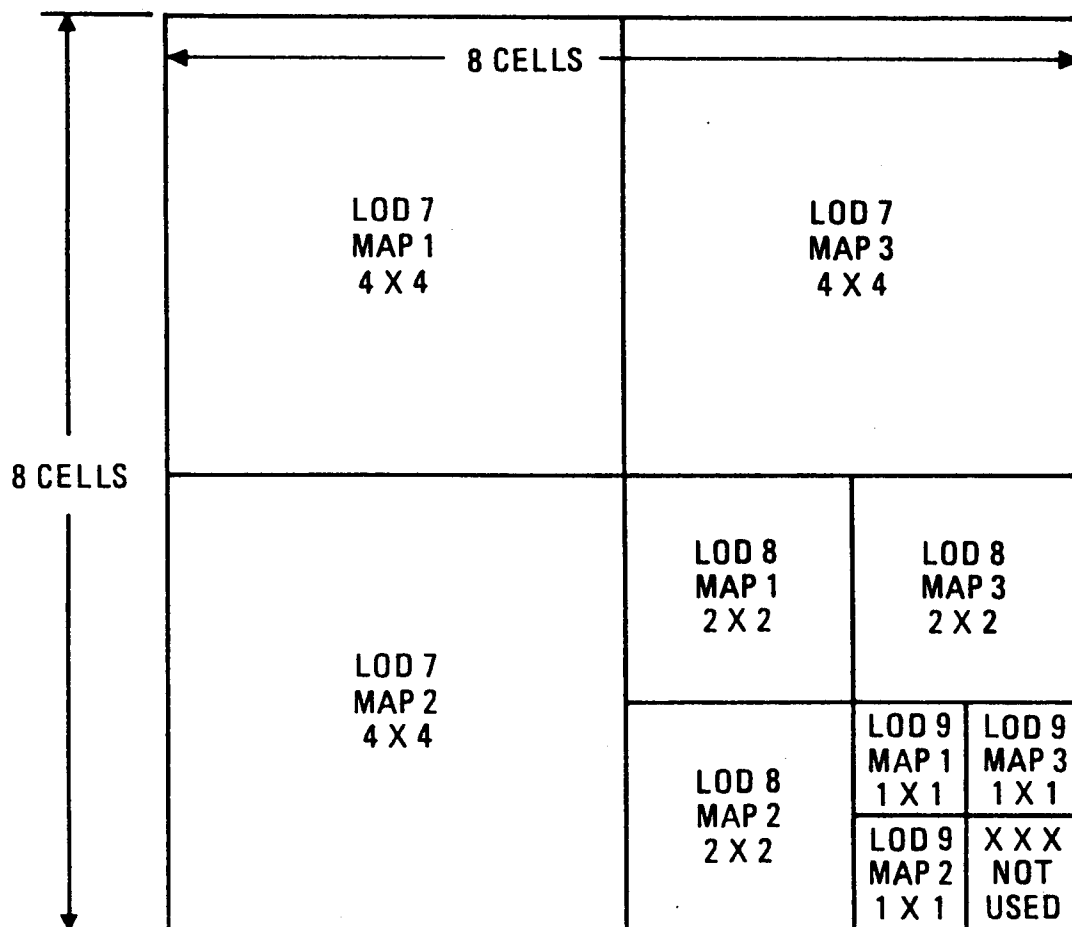 8 CELLS
LOD 7
MAP 1
4 X 4
LOD 7
MAP 3
4 X 4
8 CELLS
LOD 7
MAP 2
4 X 4
LOD 8
MAP 1
2 X 2
LOD 8
MAP 3
2 X 2
LOD 8
MAP 2
2 X 2
LOD 9
MAP 1
1 X 1
LOD 9
MAP 3
1 X 1
LOD 9
MAP 2
1 X 1
X X X
NOT
USED